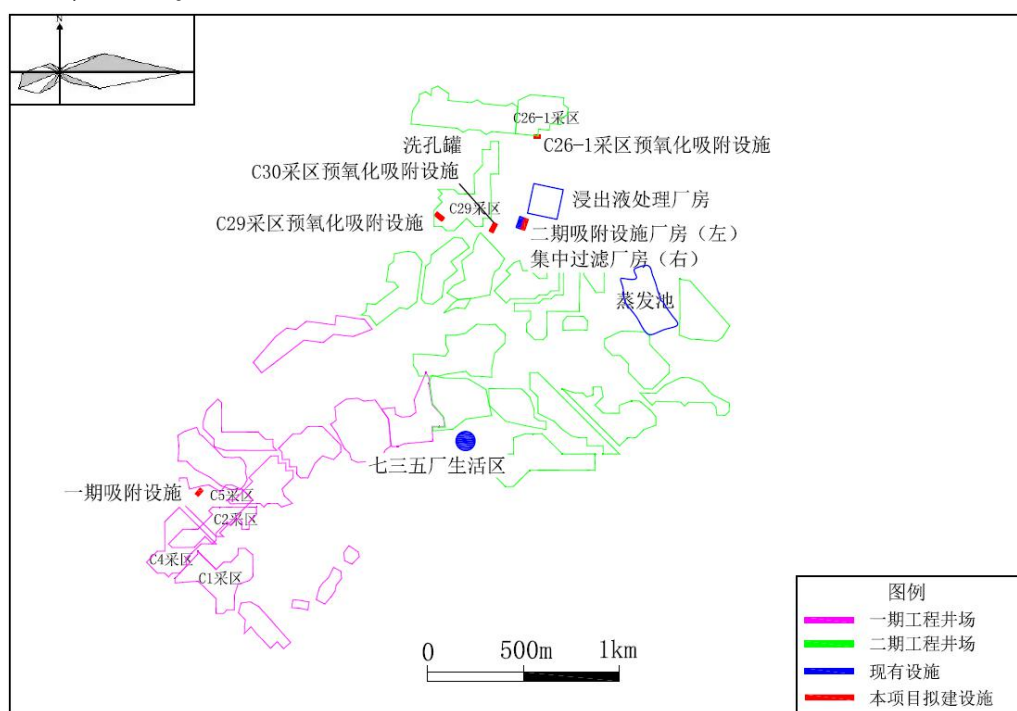 N
C26-1采区
洗孔罐
C26-1采区预氧化吸附设施
C30采区预氧化吸附设施
浸出液处理厂房
C29采区
C29采区预氧化吸附设施
二期吸附设施厂房（左）
集中过滤厂房（右）
蒸发池
七三五厂生活区
一期吸附设施
C5采区
C2采区
C4采区
C1采区
图例
一期工程井场
二期工程井场
现有设施
本项目拟建设施
0 500m 1km